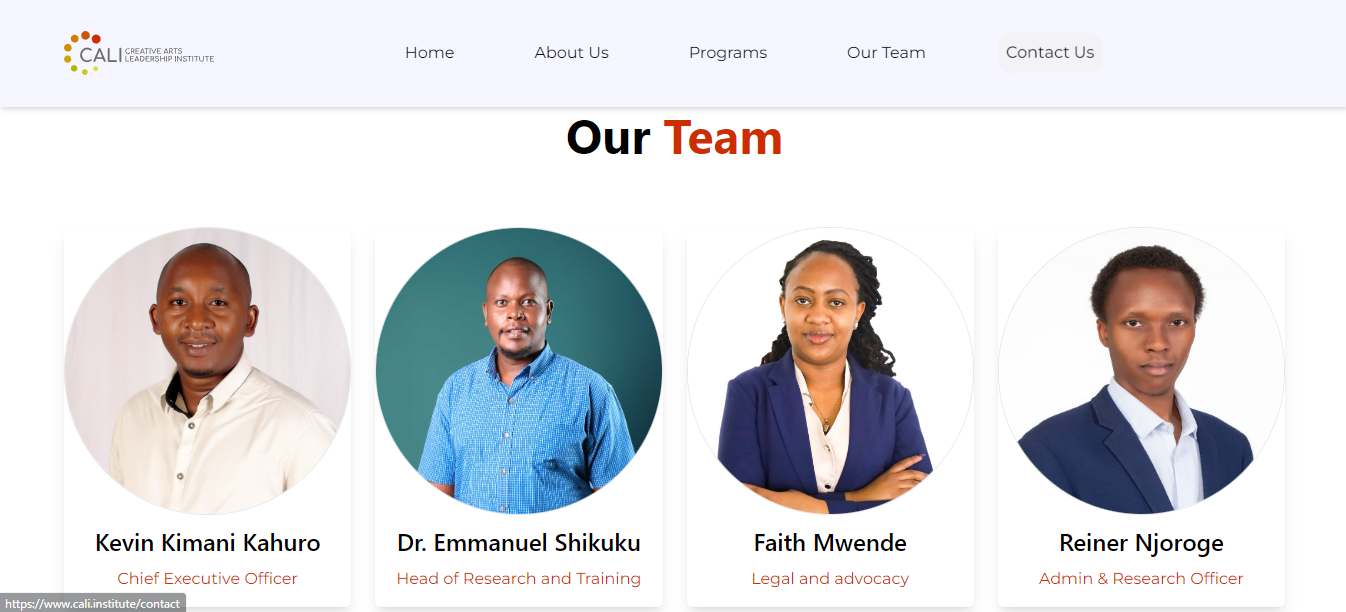 CALI CREATIVE ARTS
LEADERSHIP INSTITUTE
Home About Us Programs Our Team Contact Us
Our Team
Kevin Kimani Kahuro Dr. Emmanuel Shikuku Faith Mwende Reiner Njoroge
Chief Executive Officer Head of Research and Training Legal and advocacy Admin & Research Officer
https://www.cali.institute/contact